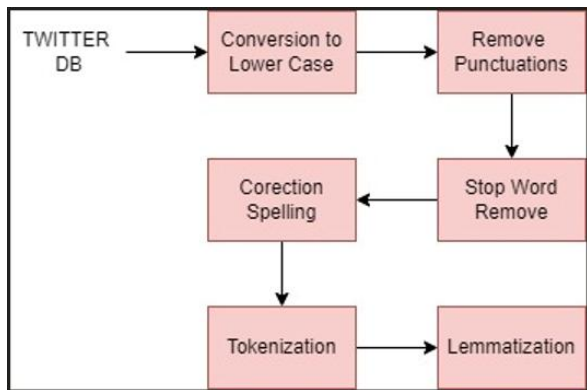 TWITTER
DB
Conversion to
Lower Case
Remove
Punctuations
Stop Word
Remove
Corection
Spelling
Tokenization
Lemmatization